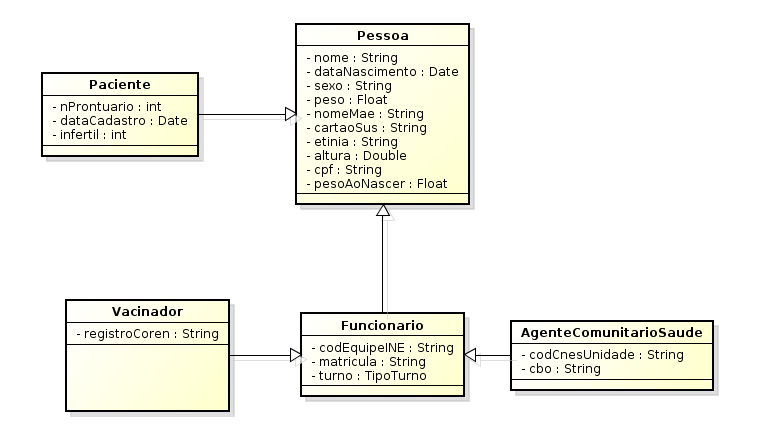 Pessoa
- nome : String
- dataNascimento : Date
- sexo : String
- peso : Float
- nomeMae : String
- cartaoSus : String
- etinia : String
- altura : Double
- cpf : String
- pesoAoNascer : Float
Paciente
- nProntuario : int
- dataCadastro : Date
- infertil : int
Vacinador
- registroCoren : String
Funcionario
- codEquipeINE : String
- matricula : String
- turno : TipoTurno
AgenteComunitarioSaude
- codCnesUnidade : String
- cbo : String